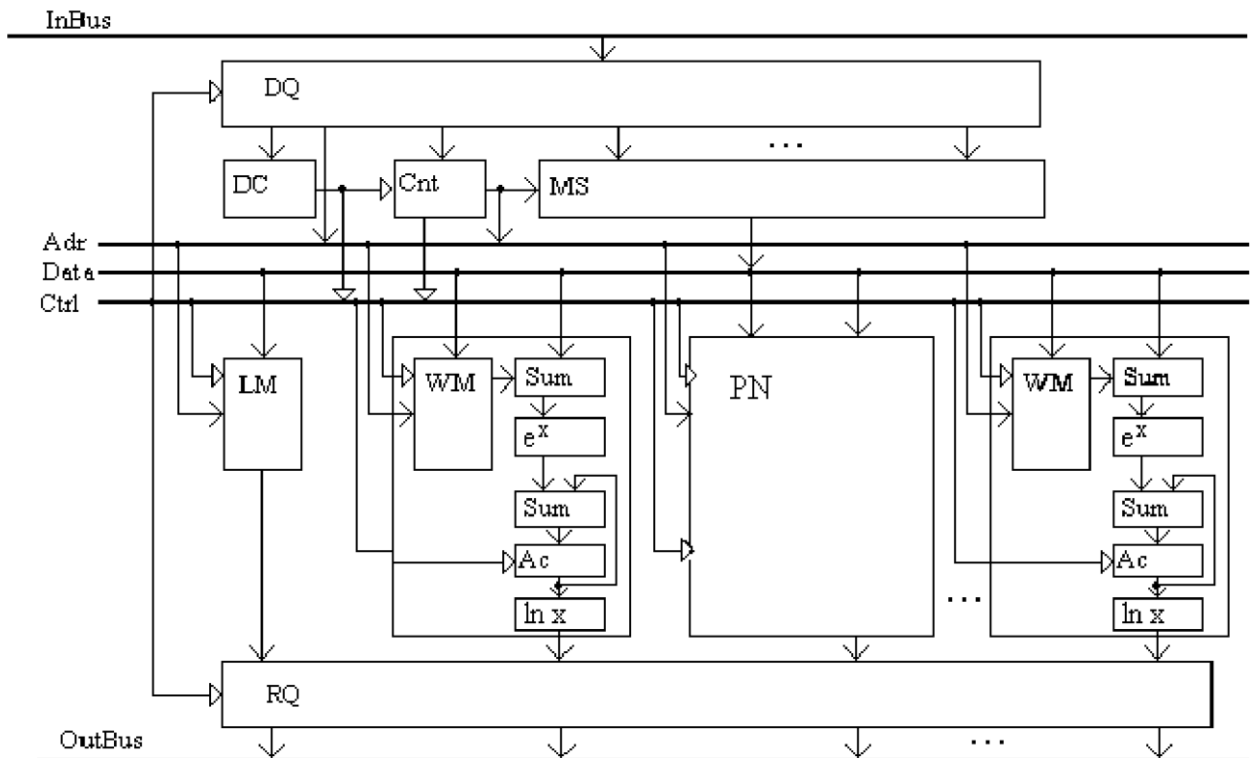 InBus
DQ
...
DC
Cnt
MS
Adr
Data
Ctrl
LM
WM
Sum
e^x
Sum
Ac
ln x
PN
...
WM
Sum
e^x
Sum
Ac
ln x
RQ
OutBus
...